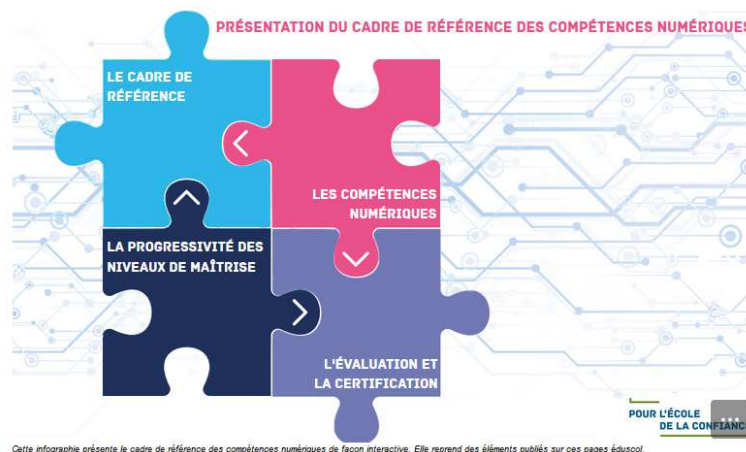 PRÉSENTATION DU CADRE DE RÉFÉRENCE DES COMPÉTENCES NUMÉRIQUES
LE CADRE DE
RÉFÉRENCE
LES COMPÉTENCES
NUMÉRIQUES
LA PROGRESSIVITÉ DES
NIVEAUX DE MAÎTRISE
L'ÉVALUATION ET
LA CERTIFICATION
POUR L'ÉCOLE
DE LA CONFIANCE
Cette infographie présente le cadre de référence des compétences numériques de façon interactive. Elle reprend des éléments publiés sur ces pages éduscol.